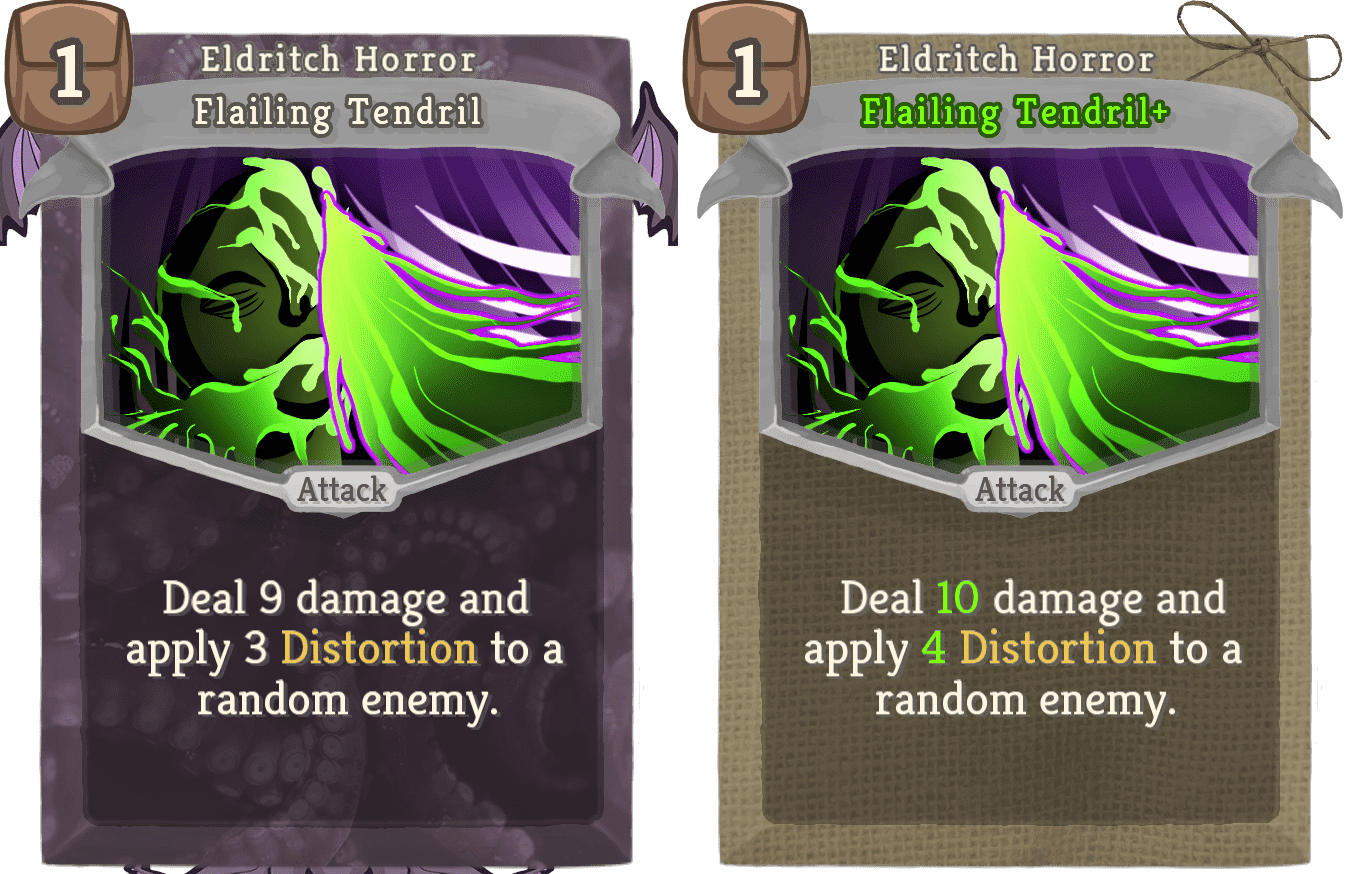 1
Eldritch Horror
Flailing Tendril
Attack
Deal 9 damage and
apply 3 Distortion to a
random enemy.
1
Eldritch Horror
Flailing Tendril+
Attack
Deal 10 damage and
apply 4 Distortion to a
random enemy.